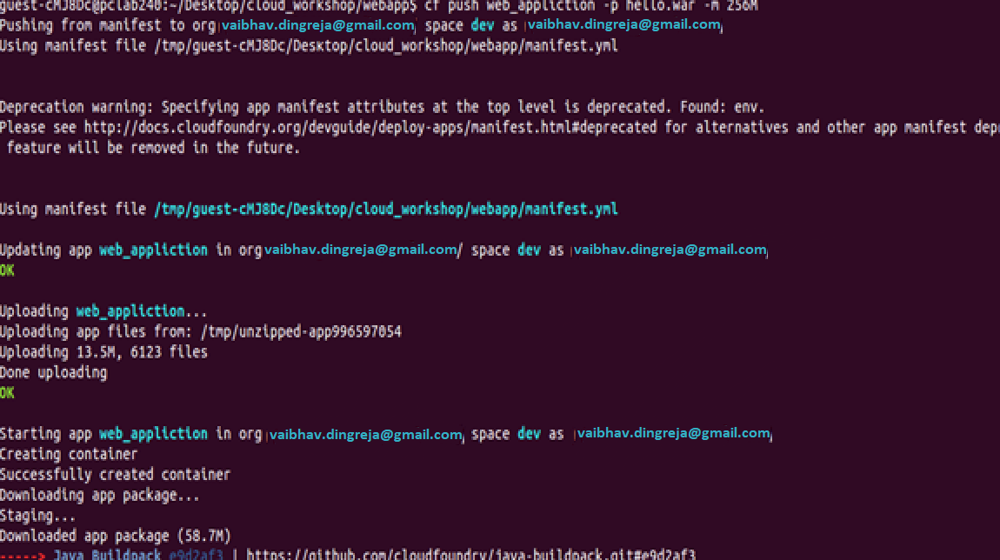 guest-cMJ8Dc@pclab240:~/Desktop/cloud_workshop/webapp$ cf push web_appliction -p hello.war -m 256M
Pushing from manifest to org vaibhav.dingreja@gmail.com space dev as vaibhav.dingreja@gmail.com
Using manifest file /tmp/guest-cMJ8Dc/Desktop/cloud_workshop/webapp/manifest.yml
Deprecation warning: Specifying app manifest attributes at the top level is deprecated. Found: env.
Please see http://docs.cloudfoundry.org/devguide/deploy-apps/manifest.html#deprecated for alternatives and other app manifest dep
feature will be removed in the future.
Using manifest file /tmp/guest-cMJ8Dc/Desktop/cloud_workshop/webapp/manifest.yml
Updating app web_appliction in org vaibhav.dingreja@gmail.com/ space dev as vaibhav.dingreja@gmail.com
OK
Uploading web_appliction...
Uploading app files from: /tmp/unzipped-app996597054
Uploading 13.5M, 6123 files
Done uploading
OK
Starting app web_appliction in org vaibhav.dingreja@gmail.com space dev as vaibhav.dingreja@gmail.com
Creating container
Successfully created container
Downloading app package...
Staging...
Downloaded app package (58.7M)
-----> Java Buildpack e9d2af3 | https://github.com/cloudfoundry/java-buildpack.git#e9d2af3